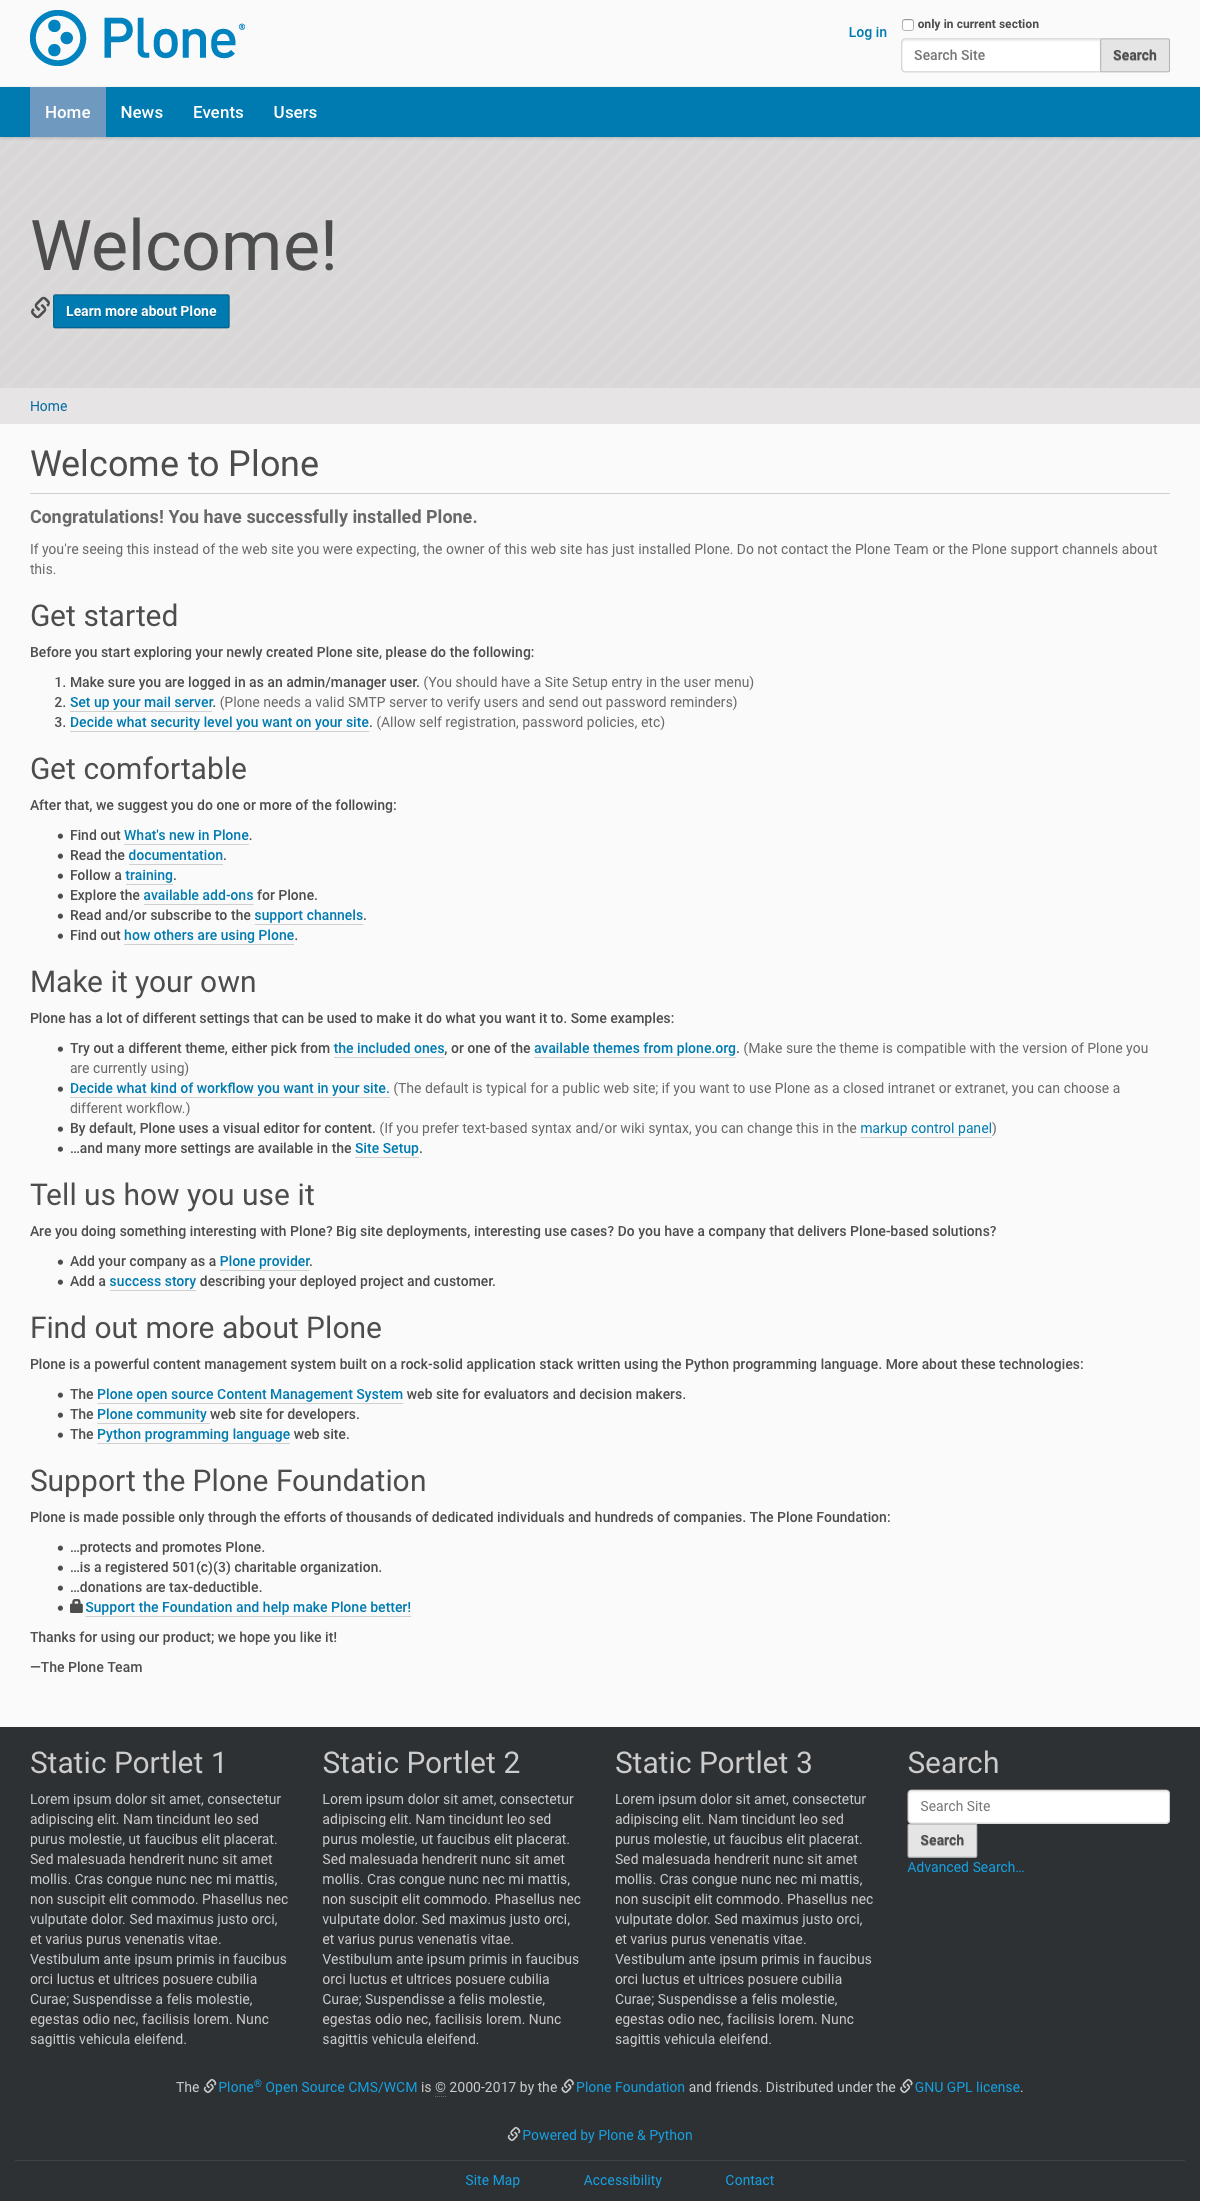 Plone®
Log in
only in current section
Search Site
Search
Home
News
Events
Users
Welcome!
Learn more about Plone
Home
Welcome to Plone
Congratulations! You have successfully installed Plone.
If you're seeing this instead of the web site you were expecting, the owner of this web site has just installed Plone. Do not contact the Plone Team or the Plone support channels about
this.
Get started
Before you start exploring your newly created Plone site, please do the following:
1. Make sure you are logged in as an admin/manager user. (You should have a Site Setup entry in the user menu)
2. Set up your mail server. (Plone needs a valid SMTP server to verify users and send out password reminders)
3. Decide what security level you want on your site. (Allow self registration, password policies, etc)
Get comfortable
After that, we suggest you do one or more of the following:
• Find out What's new in Plone.
• Read the documentation.
• Follow a training.
• Explore the available add-ons for Plone.
• Read and/or subscribe to the support channels.
• Find out how others are using Plone.
Make it your own
Plone has a lot of different settings that can be used to make it do what you want it to. Some examples:
• Try out a different theme, either pick from the included ones, or one of the available themes from plone.org. (Make sure the theme is compatible with the version of Plone you
are currently using)
• Decide what kind of workflow you want in your site. (The default is typical for a public web site; if you want to use Plone as a closed intranet or extranet, you can choose a
different workflow.)
• By default, Plone uses a visual editor for content. (If you prefer text-based syntax and/or wiki syntax, you can change this in the markup control panel)
• …and many more settings are available in the Site Setup.
Tell us how you use it
Are you doing something interesting with Plone? Big site deployments, interesting use cases? Do you have a company that delivers Plone-based solutions?
• Add your company as a Plone provider.
• Add a success story describing your deployed project and customer.
Find out more about Plone
Plone is a powerful content management system built on a rock-solid application stack written using the Python programming language. More about these technologies:
• The Plone open source Content Management System web site for evaluators and decision makers.
• The Plone community web site for developers.
• The Python programming language web site.
Support the Plone Foundation
Plone is made possible only through the efforts of thousands of dedicated individuals and hundreds of companies. The Plone Foundation:
• …protects and promotes Plone.
• …is a registered 501(c)(3) charitable organization.
• …donations are tax-deductible.
• Support the Foundation and help make Plone better!
Thanks for using our product; we hope you like it!
—The Plone Team
Static Portlet 1
Lorem ipsum dolor sit amet, consectetur
adipiscing elit. Nam tincidunt leo sed
purus molestie, ut faucibus elit placerat.
Sed malesuada hendrerit nunc sit amet
mollis. Cras congue nunc nec mi mattis,
non suscipit elit commodo. Phasellus nec
vulputate dolor. Sed maximus justo orci,
et varius purus venenatis vitae.
Vestibulum ante ipsum primis in faucibus
orci luctus et ultrices posuere cubilia
Curae; Suspendisse a felis molestie,
egestas odio nec, facilisis lorem. Nunc
sagittis vehicula eleifend.
Static Portlet 2
Lorem ipsum dolor sit amet, consectetur
adipiscing elit. Nam tincidunt leo sed
purus molestie, ut faucibus elit placerat.
Sed malesuada hendrerit nunc sit amet
mollis. Cras congue nunc nec mi mattis,
non suscipit elit commodo. Phasellus nec
vulputate dolor. Sed maximus justo orci,
et varius purus venenatis vitae.
Vestibulum ante ipsum primis in faucibus
orci luctus et ultrices posuere cubilia
Curae; Suspendisse a felis molestie,
egestas odio nec, facilisis lorem. Nunc
sagittis vehicula eleifend.
Static Portlet 3
Lorem ipsum dolor sit amet, consectetur
adipiscing elit. Nam tincidunt leo sed
purus molestie, ut faucibus elit placerat.
Sed malesuada hendrerit nunc sit amet
mollis. Cras congue nunc nec mi mattis,
non suscipit elit commodo. Phasellus nec
vulputate dolor. Sed maximus justo orci,
et varius purus venenatis vitae.
Vestibulum ante ipsum primis in faucibus
orci luctus et ultrices posuere cubilia
Curae; Suspendisse a felis molestie,
egestas odio nec, facilisis lorem. Nunc
sagittis vehicula eleifend.
Search
Search Site
Search
Advanced Search…
The Plone® Open Source CMS/WCM is © 2000-2017 by the Plone Foundation and friends. Distributed under the GNU GPL license.
Powered by Plone & Python
Site Map
Accessibility
Contact